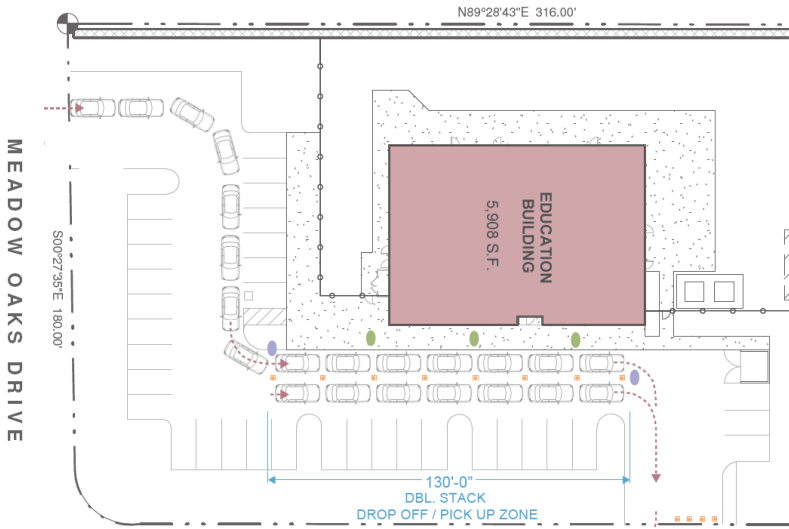 N89°28'43"E 316.00'
MEADOW OAKS DRIVE
S00°27'35"E 180.00'
EDUCATION
BUILDING
5,908 S.F.
130'-0"
DBL. STACK
DROP OFF / PICK UP ZONE